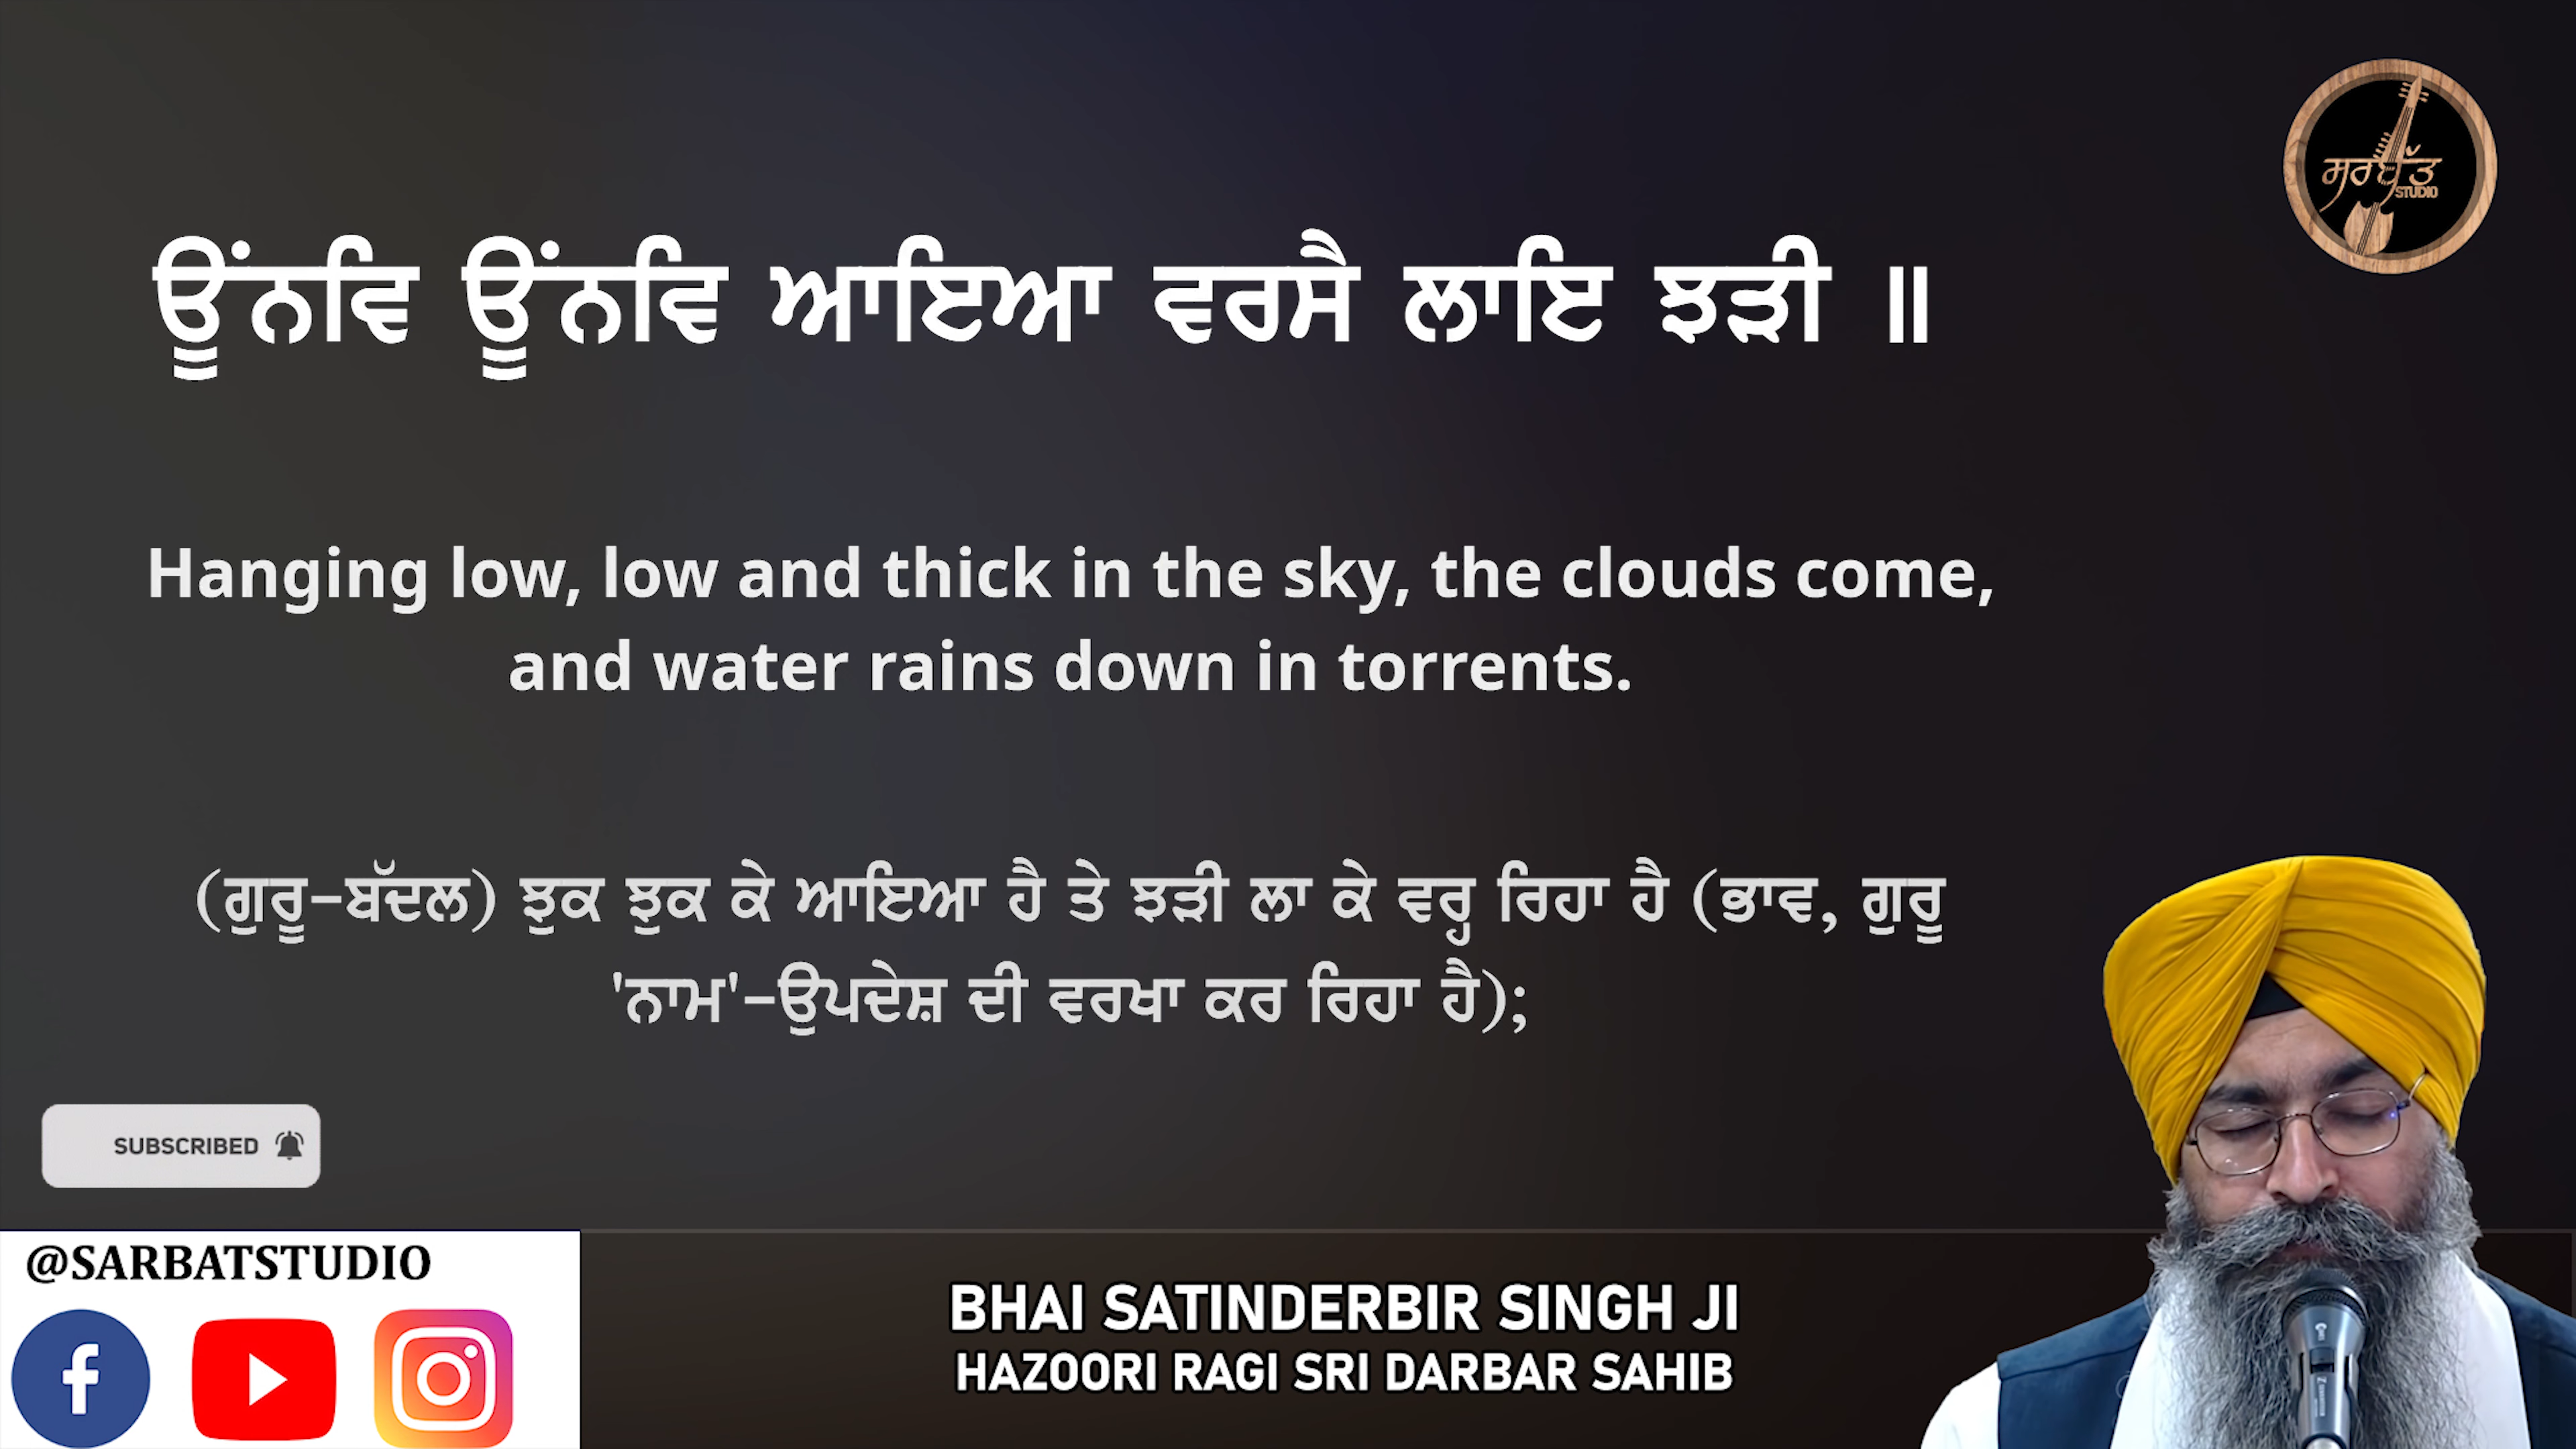 ਸਰਬੱਤ
STUDIO
ਊਂਨਵਿ ਊਂਨਵਿ ਆਇਆ ਵਰਸੈ ਲਾਇ ਝੜੀ ॥
Hanging low, low and thick in the sky, the clouds come,
and water rains down in torrents.
(ਗੁਰੂ-ਬੱਦਲ) ਝੁਕ ਝੁਕ ਕੇ ਆਇਆ ਹੈ ਤੇ ਝੜੀ ਲਾ ਕੇ ਵਰ੍ਹ ਰਿਹਾ ਹੈ (ਭਾਵ, ਗੁਰੂ
'ਨਾਮ'-ਉਪਦੇਸ਼ ਦੀ ਵਰਖਾ ਕਰ ਰਿਹਾ ਹੈ);
SUBSCRIBED
@SARBATSTUDIO
BHAI SATINDERBIR SINGH JI
HAZOORI RAGI SRI DARBAR SAHIB